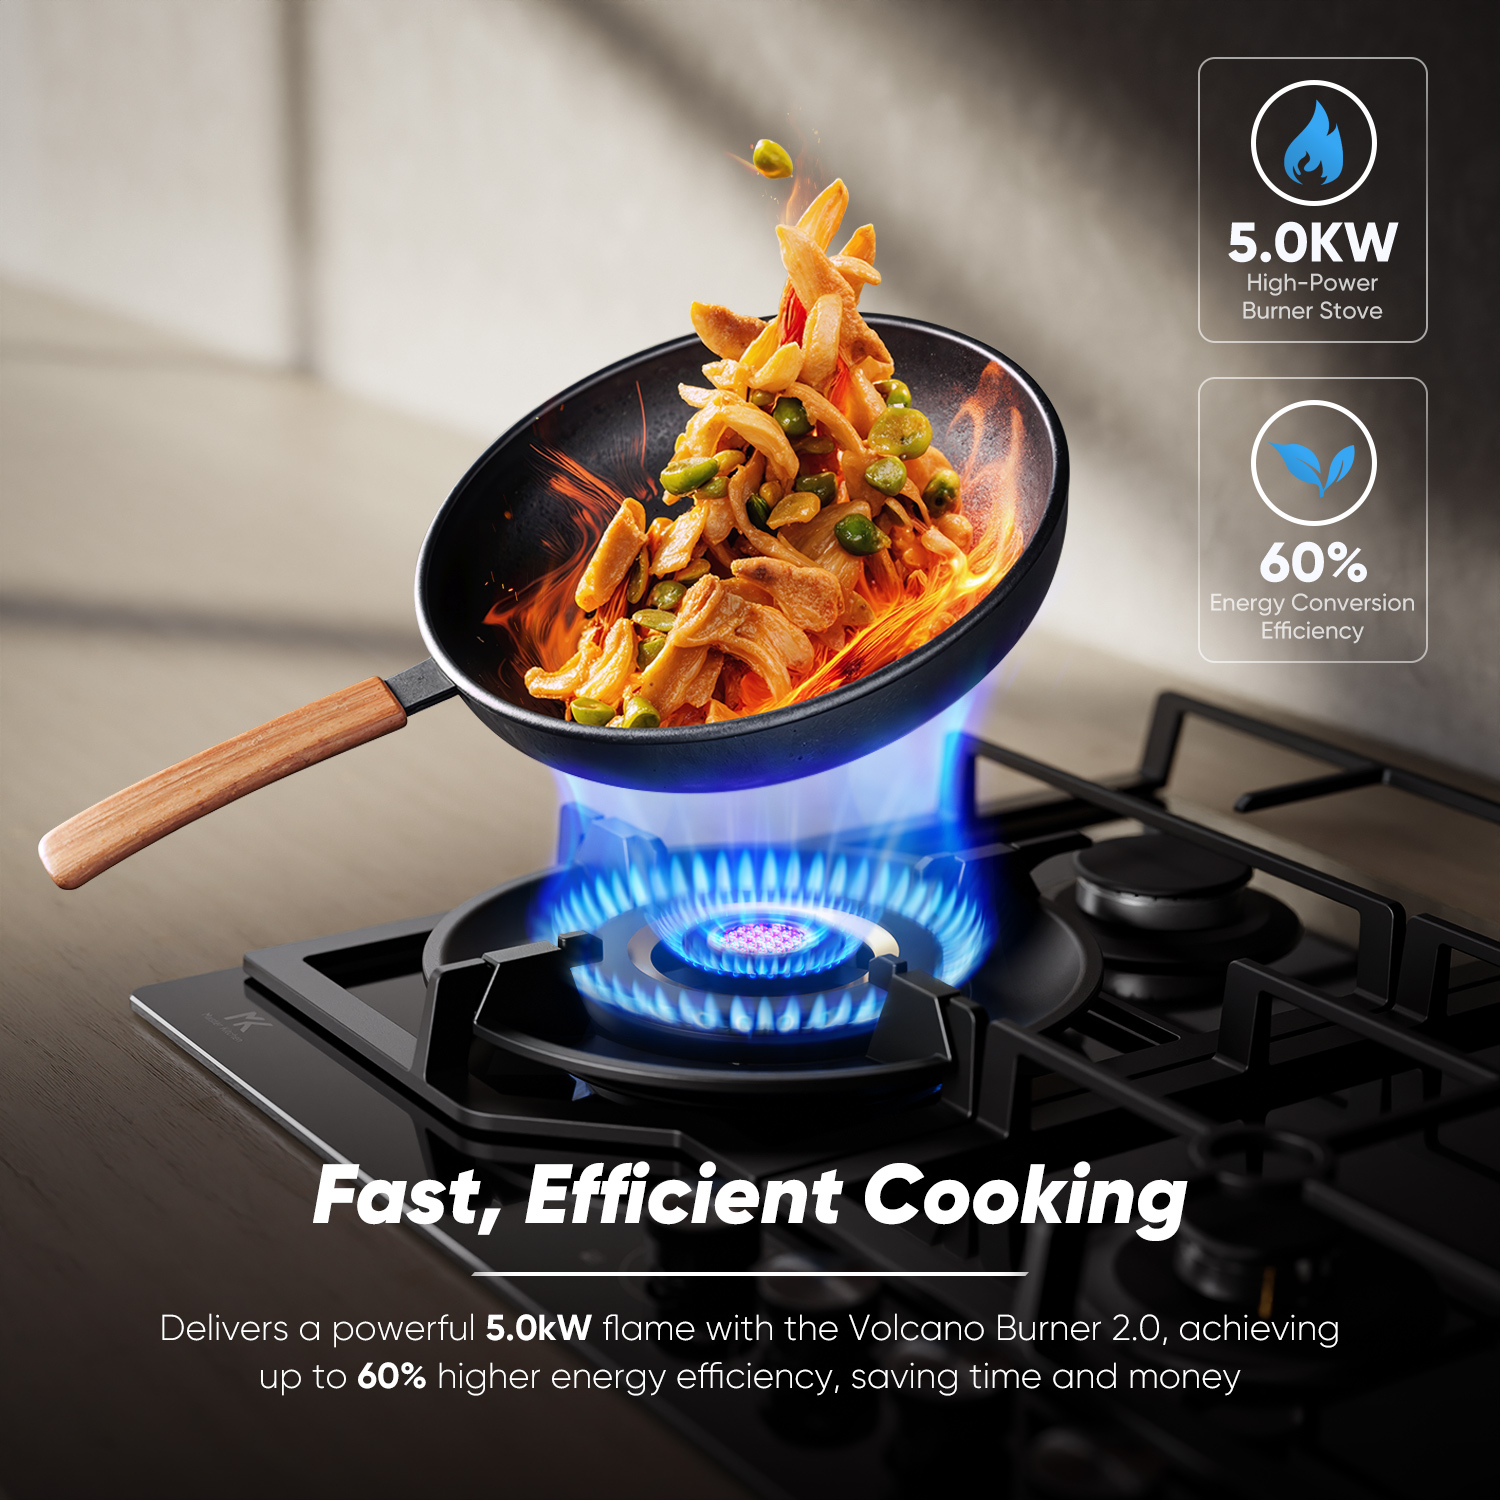 5.0KW
High-Power
Burner Stove
60%
Energy Conversion
Efficiency
Fast, Efficient Cooking
Delivers a powerful 5.0kW flame with the Volcano Burner 2.0, achieving
up to 60% higher energy efficiency, saving time and money